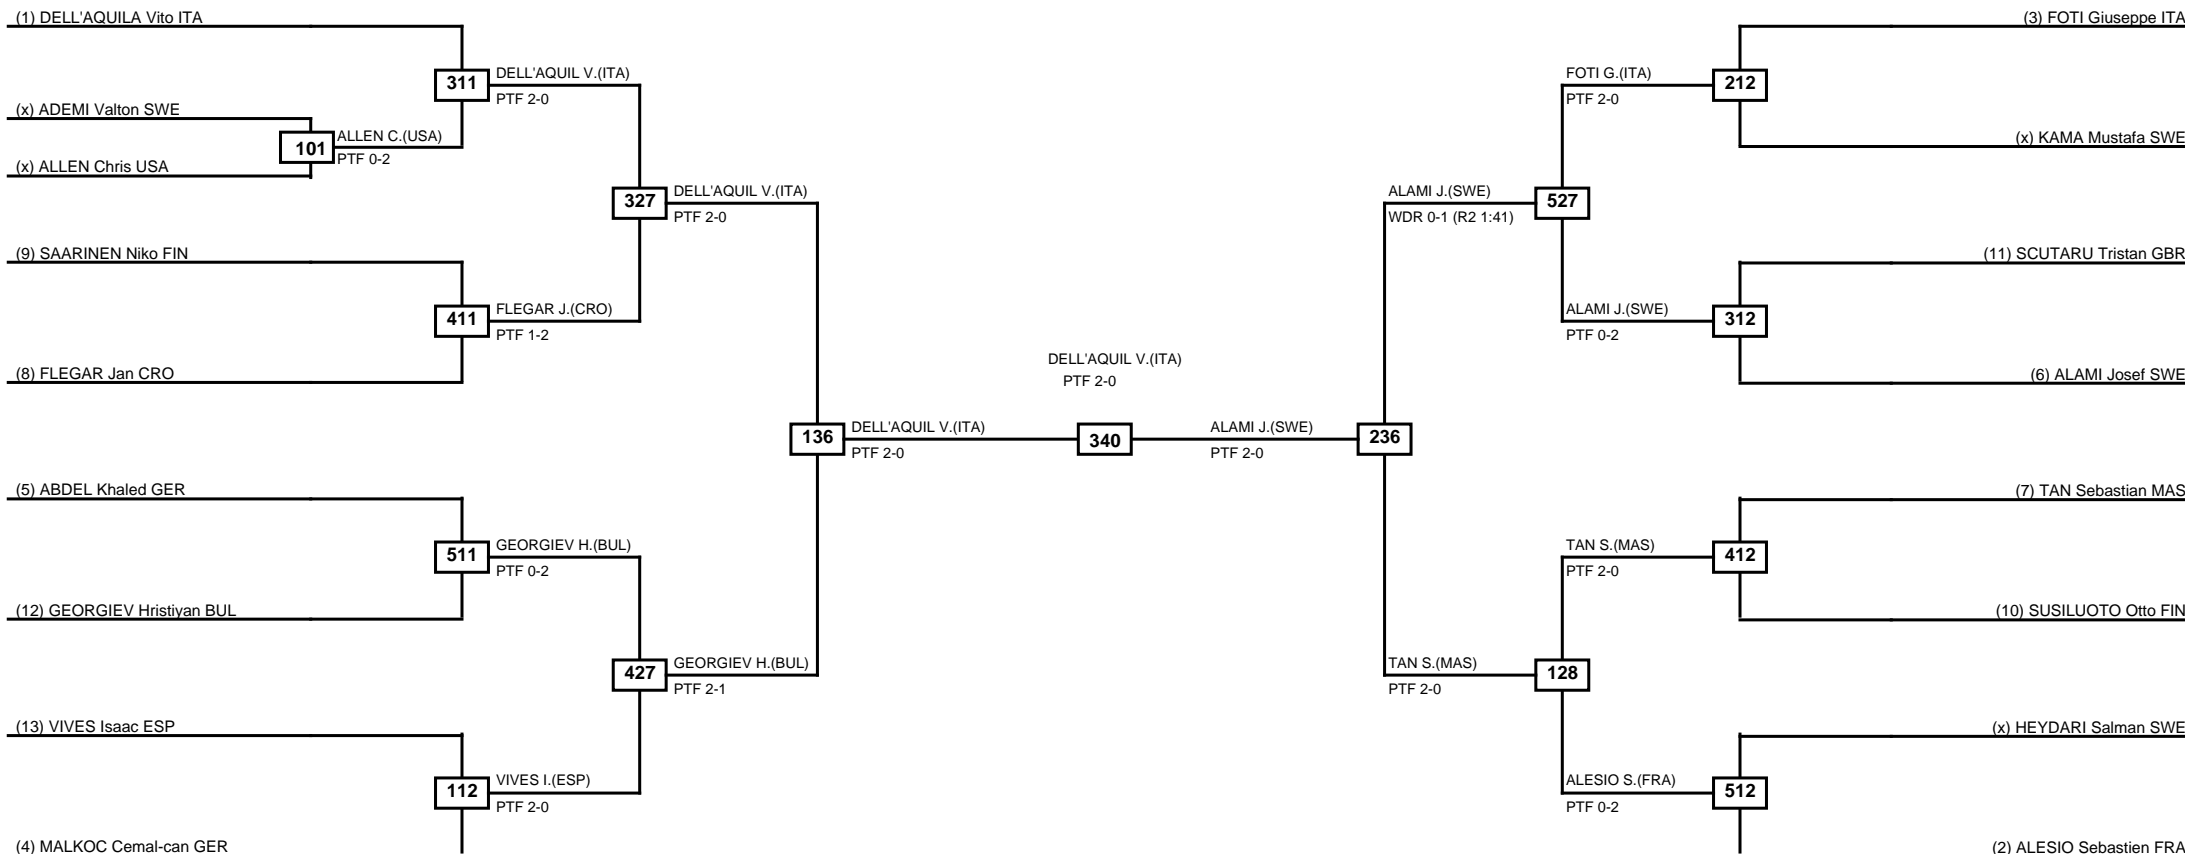 (1) DELL'AQUILA Vito ITA
311
DELL'AQUIL V.(ITA)
PTF 2-0
(x) ADEMI Valton SWE
101
ALLEN C.(USA)
PTF 0-2
(x) ALLEN Chris USA
327
DELL'AQUIL V.(ITA)
PTF 2-0
(9) SAARINEN Niko FIN
411
FLEGAR J.(CRO)
PTF 1-2
(8) FLEGAR Jan CRO
136
DELL'AQUIL V.(ITA)
PTF 2-0
(5) ABDEL Khaled GER
511
GEORGIEV H.(BUL)
PTF 0-2
(12) GEORGIEV Hristiyan BUL
427
GEORGIEV H.(BUL)
PTF 2-1
(13) VIVES Isaac ESP
112
VIVES I.(ESP)
PTF 2-0
(4) MALKOC Cemal-can GER
DELL'AQUIL V.(ITA)
PTF 2-0
340
(3) FOTI Giuseppe ITA
FOTI G.(ITA)
PTF 2-0
212
(x) KAMA Mustafa SWE
ALAMI J.(SWE)
WDR 0-1 (R2 1:41)
527
(11) SCUTARU Tristan GBR
ALAMI J.(SWE)
PTF 0-2
312
(6) ALAMI Josef SWE
ALAMI J.(SWE)
PTF 2-0
236
(7) TAN Sebastian MAS
TAN S.(MAS)
PTF 2-0
412
(10) SUSILUOTO Otto FIN
TAN S.(MAS)
PTF 2-0
128
(x) HEYDARI Salman SWE
ALESIO S.(FRA)
PTF 0-2
512
(2) ALESIO Sebastien FRA